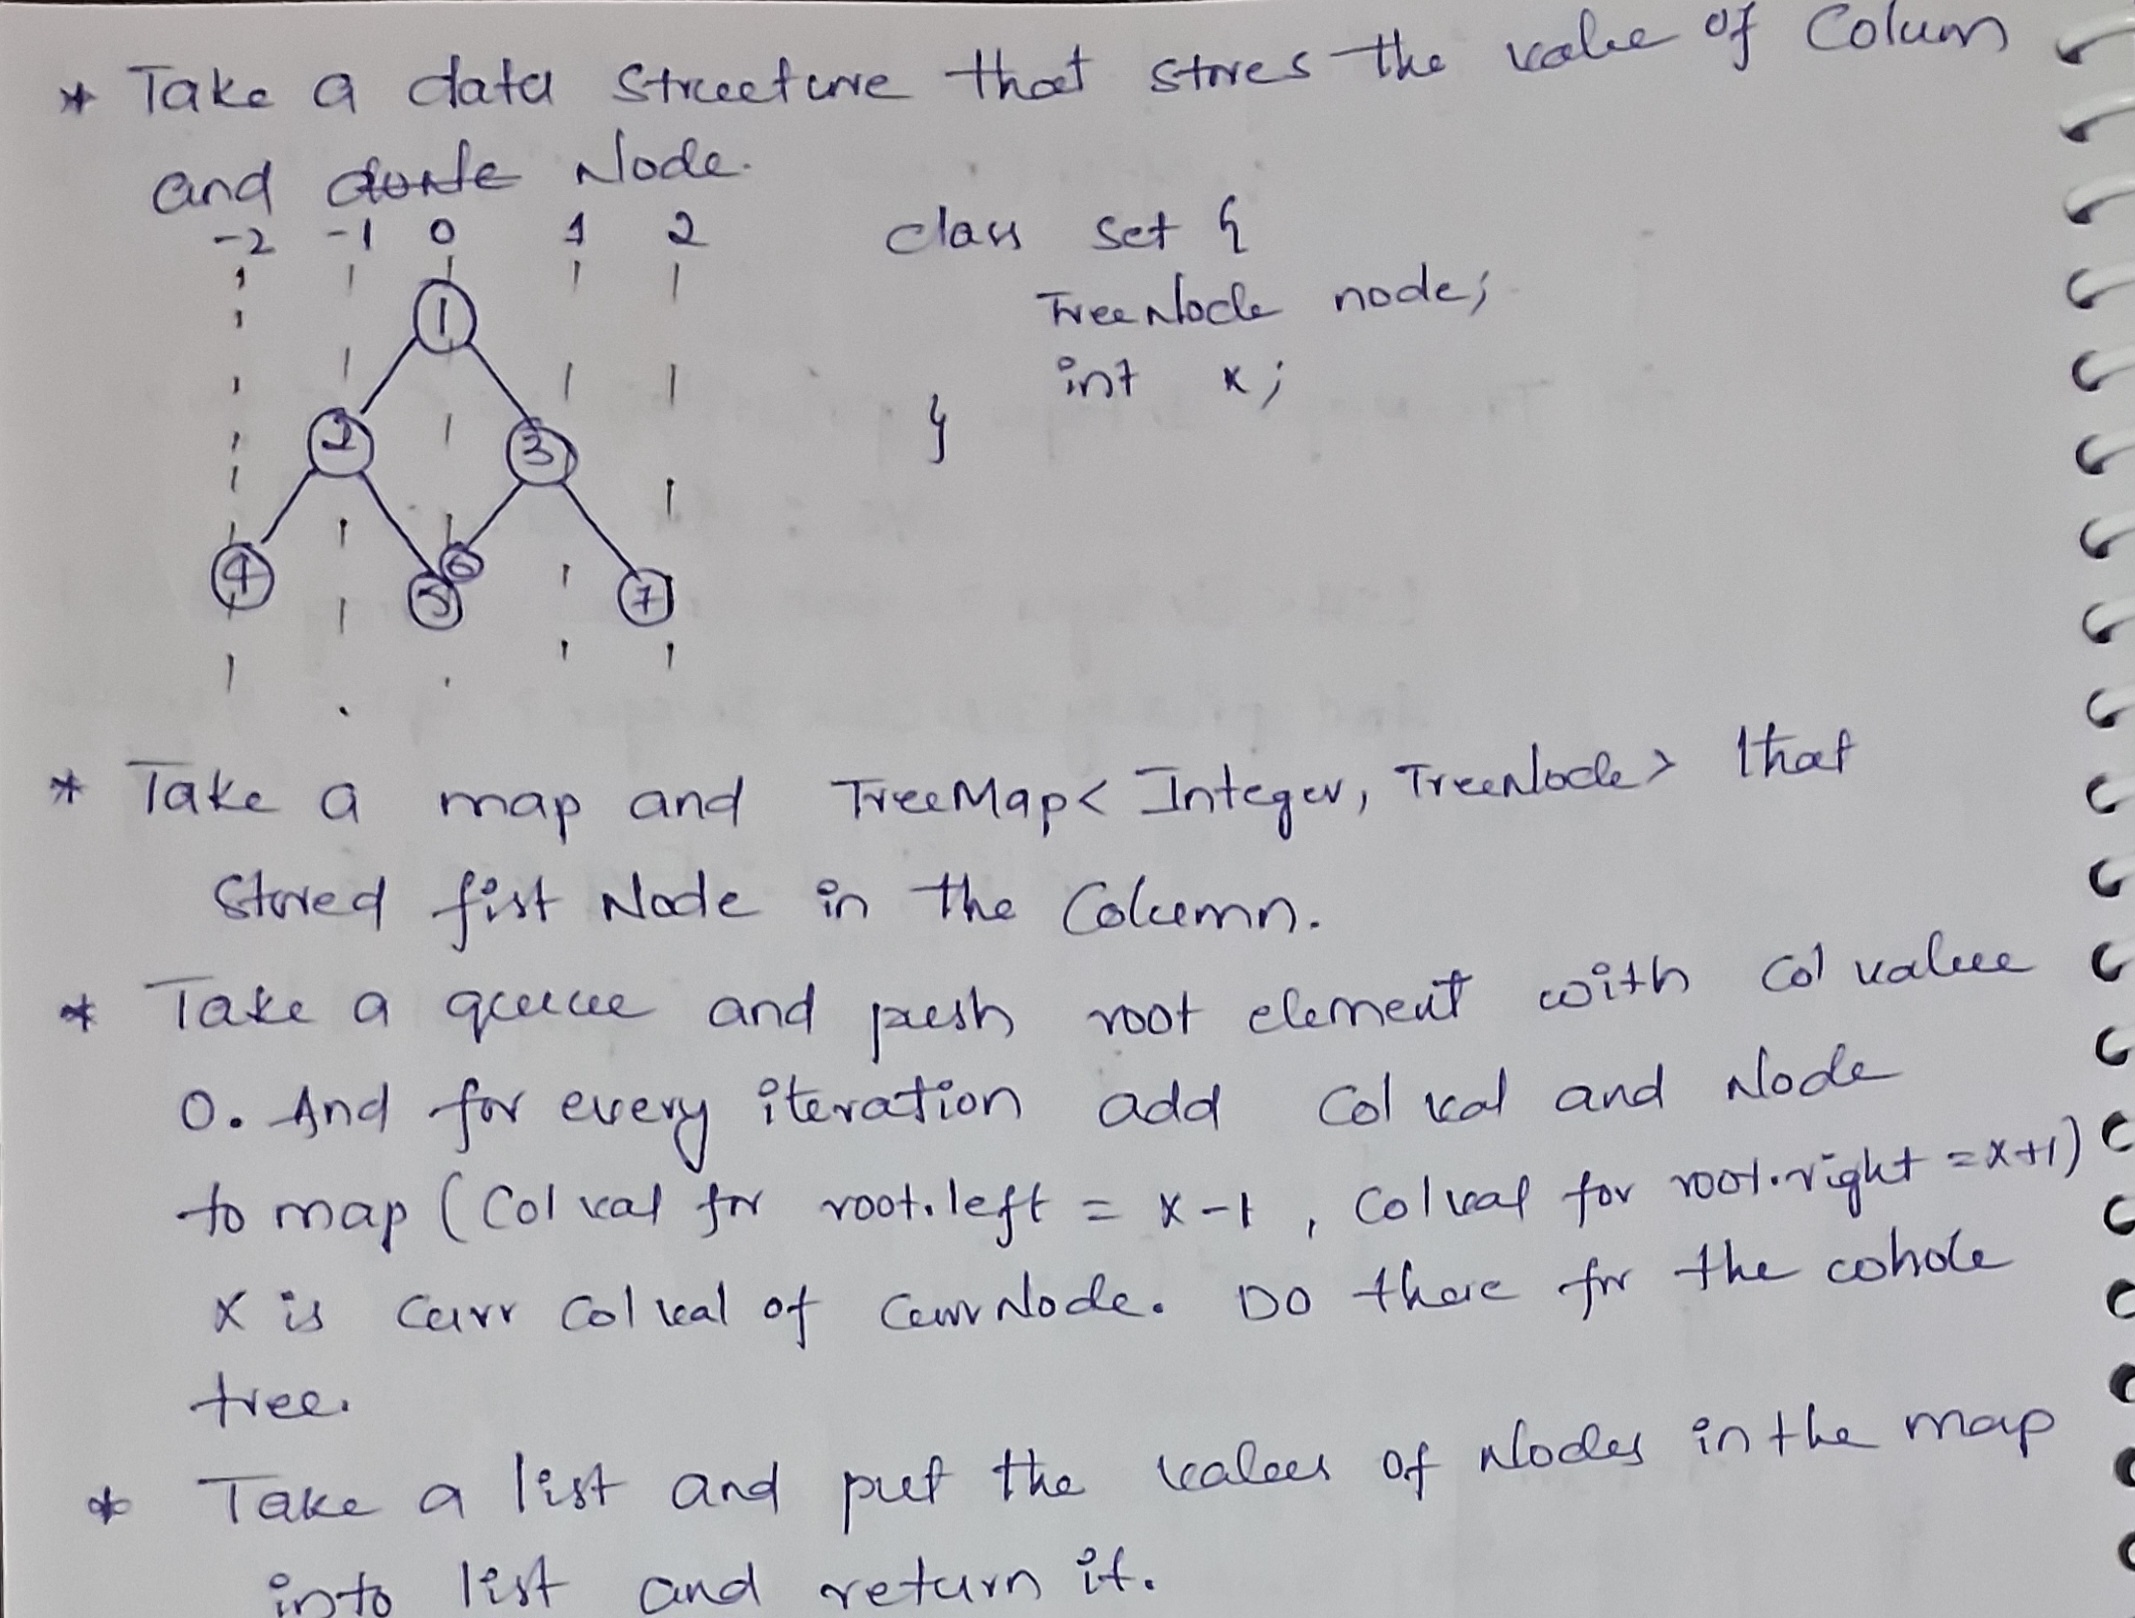 * Take a data structure that stores the value of Colum
and Node.
-2 -1 0 1 2
class set {
TreeNode node;
int x;
}
1
2 3
4 5 6 7
* Take a map and TreeMap< Integer, TreeNode> that
Stored fist Node in the Column.
* Take a queue and push root element with col value
0. And for every iteration add col val and Node
to map (Col val for root.left = x-1, Col val for root.right = x+1)
x is curr col val of currNode. Do there for the whole
tree.
* Take a list and put the values of Nodes in the map
into list and return it.